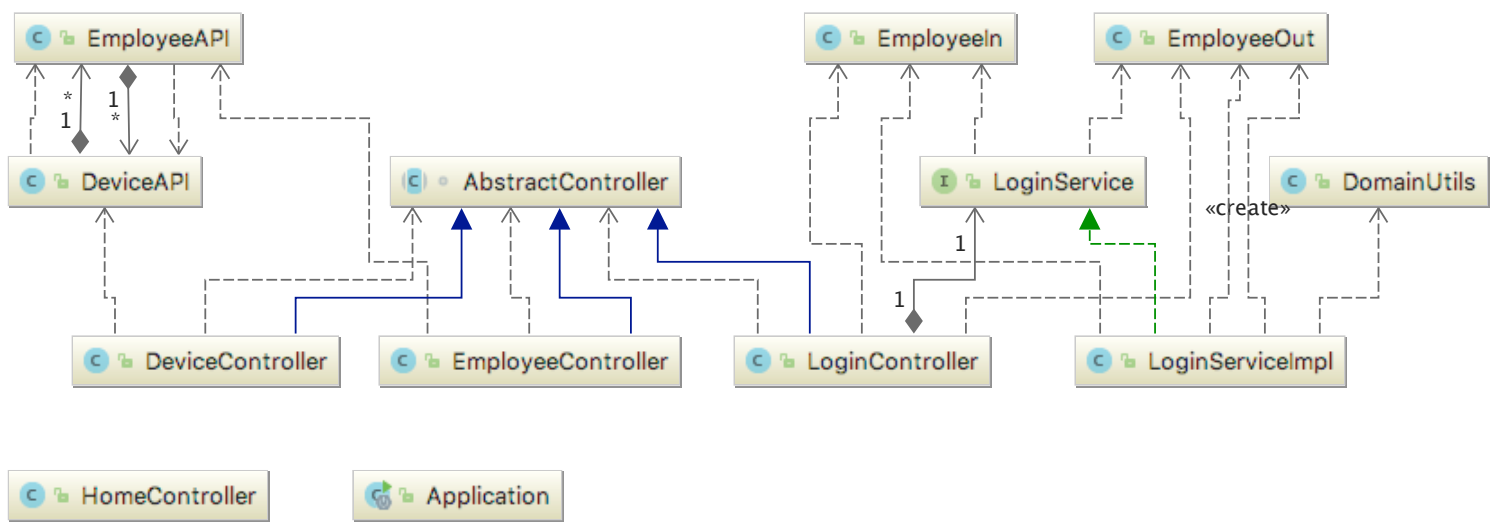 EmployeeAPI
EmployeeIn
EmployeeOut
* 1
1 *
DeviceAPI
AbstractController
LoginService
DomainUtils
«create»
1
1
DeviceController
EmployeeController
LoginController
LoginServiceImpl
HomeController
Application